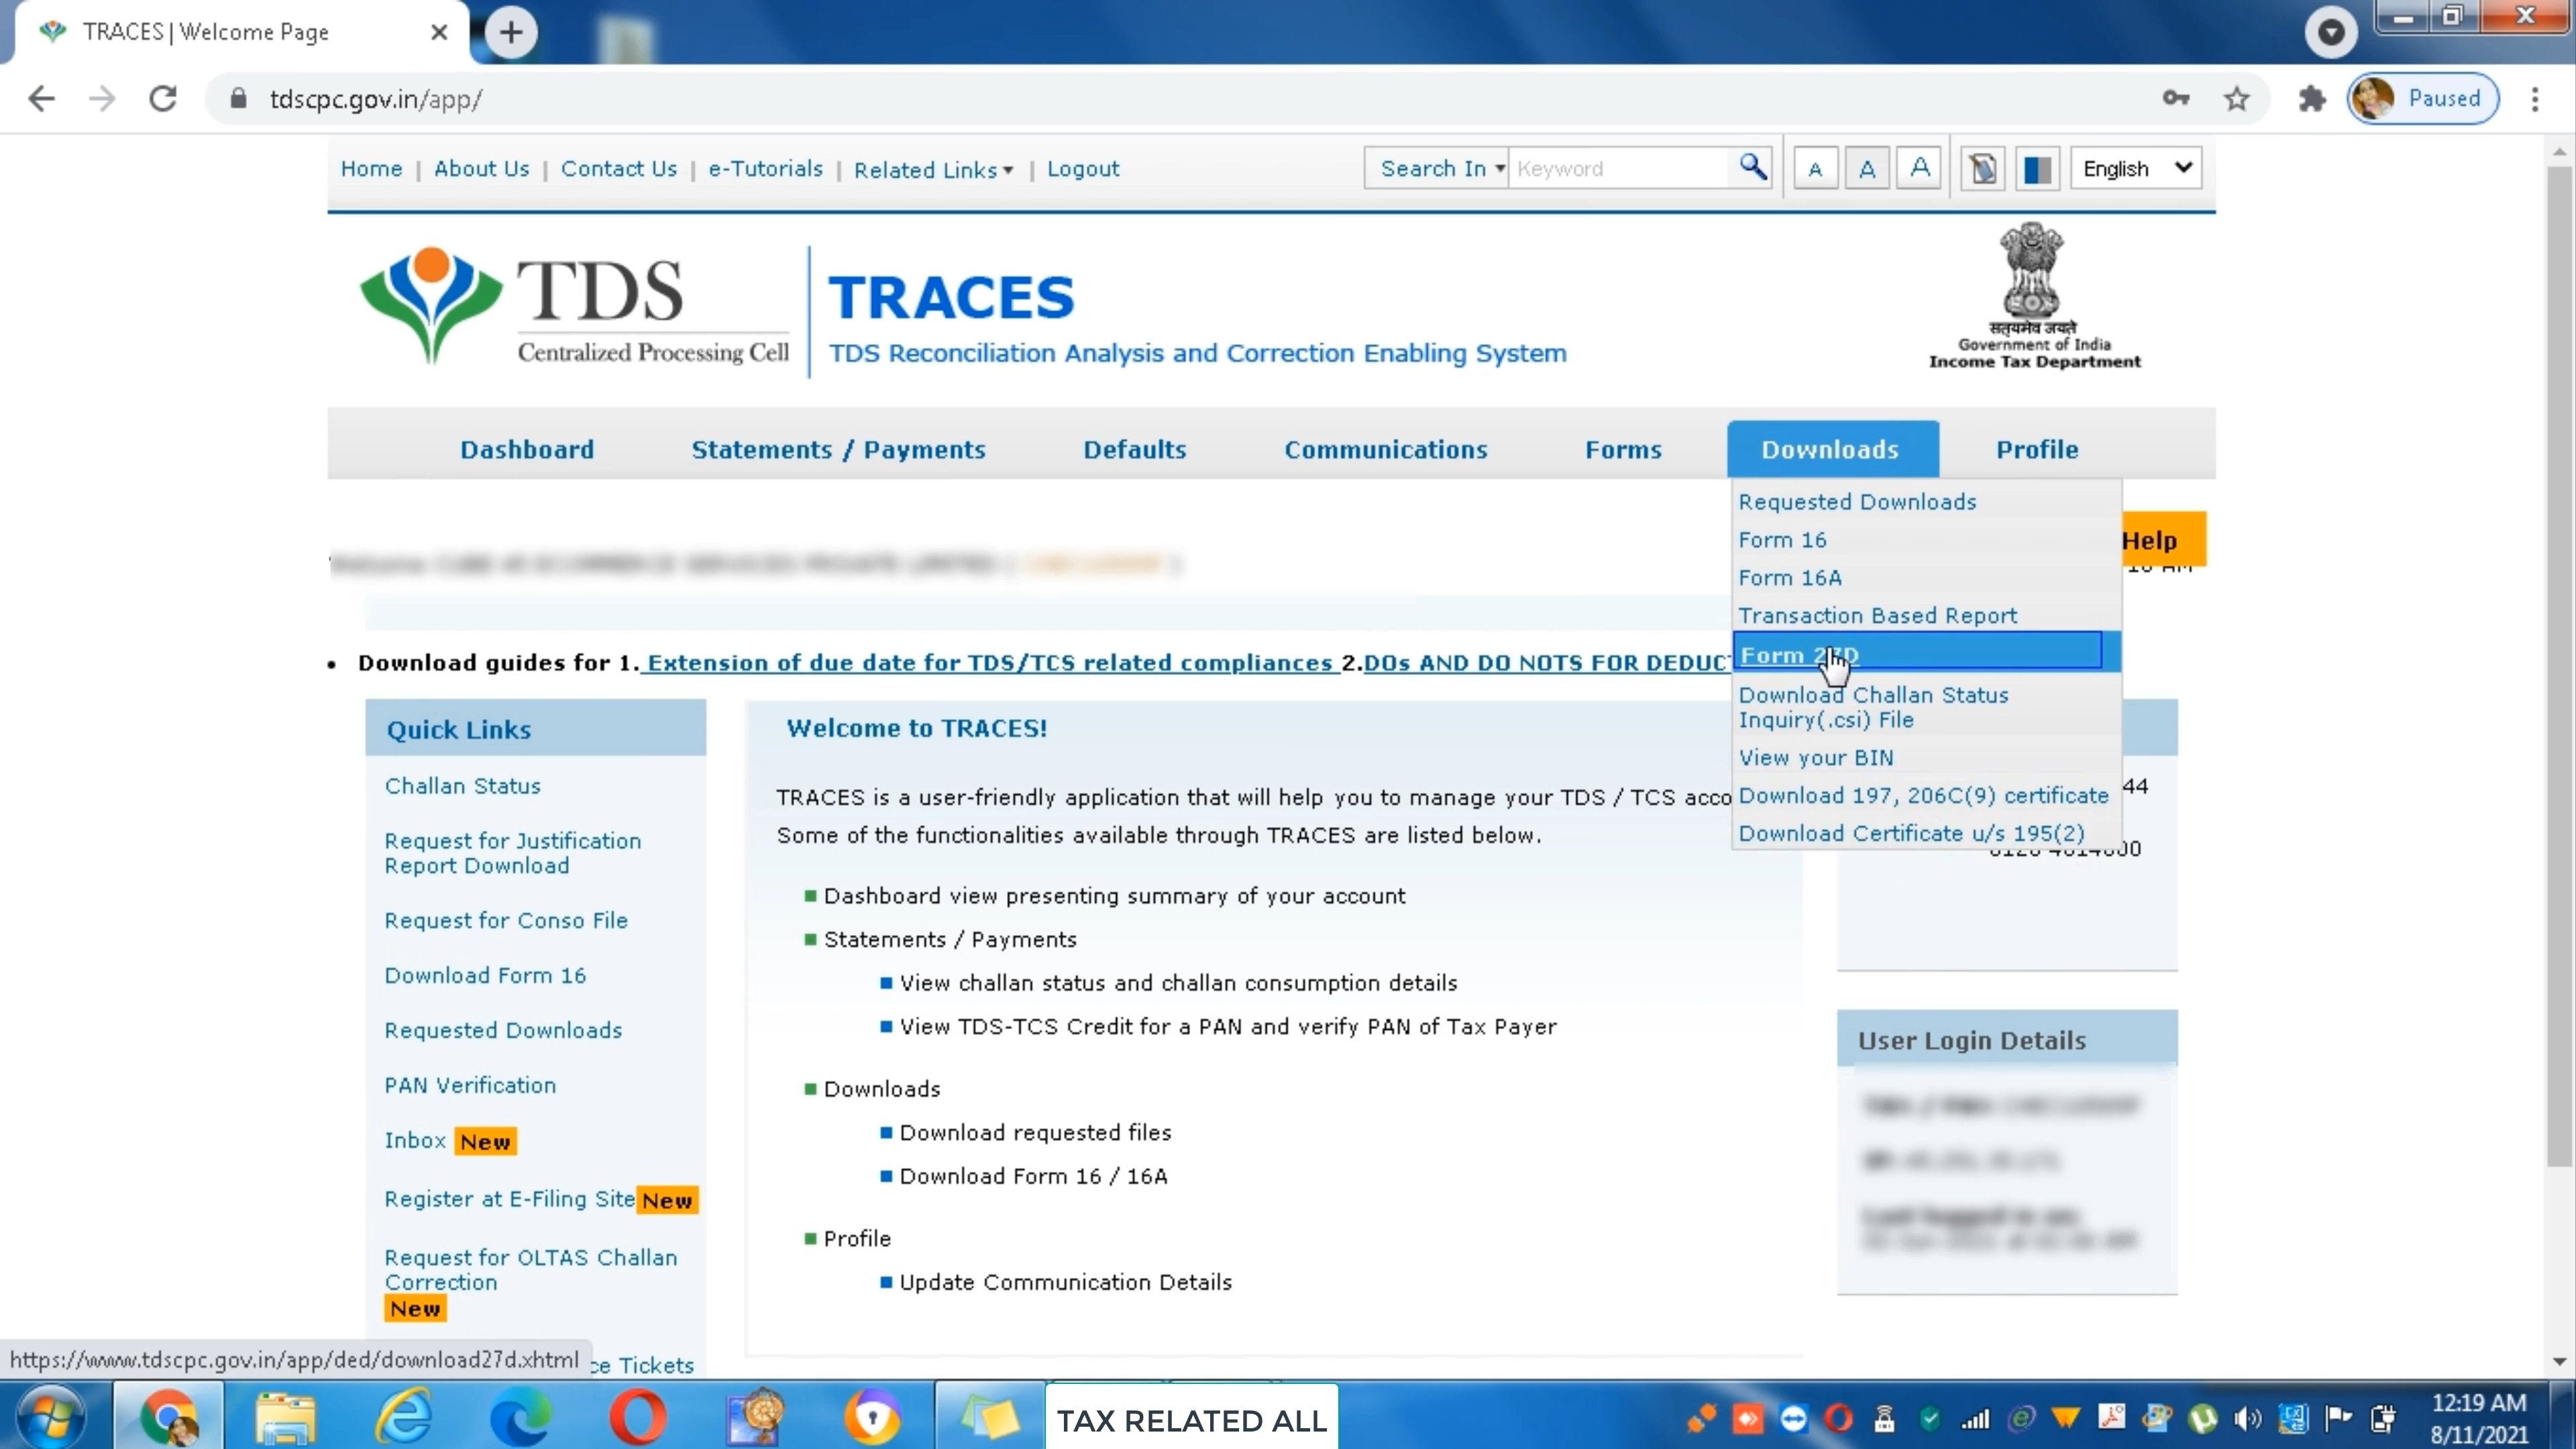 TRACES | Welcome Page
tdscpc.gov.in/app/
Paused
Home | About Us | Contact Us | e-Tutorials | Related Links | Logout
Search In Keyword
A A A
English
TDS
Centralized Processing Cell
TRACES
TDS Reconciliation Analysis and Correction Enabling System
सत्यमेव जयते
Government of India
Income Tax Department
Dashboard Statements / Payments Defaults Communications Forms Downloads Profile
Requested Downloads
Form 16
Form 16A
Transaction Based Report
Form 27D
Download Challan Status
Inquiry(.csi) File
View your BIN
Download 197, 206C(9) certificate
Download Certificate u/s 195(2)
Help
Download guides for 1. Extension of due date for TDS/TCS related compliances 2.DOs AND DO NOTS FOR
Quick Links
Challan Status
Request for Justification
Report Download
Request for Conso File
Download Form 16
Requested Downloads
PAN Verification
Inbox New
Register at E-Filing Site New
Request for OLTAS Challan
Correction
New
Tickets
Welcome to TRACES!
TRACES is a user-friendly application that will help you to manage your TDS / TCS
Some of the functionalities available through TRACES are listed below.
Dashboard view presenting summary of your account
Statements / Payments
View challan status and challan consumption details
View TDS-TCS Credit for a PAN and verify PAN of Tax Payer
Downloads
Download requested files
Download Form 16 / 16A
Profile
Update Communication Details
44
User Login Details
https://www.tdscpc.gov.in/app/ded/download27d.xhtml
TAX RELATED ALL
12:19 AM
8/11/2021